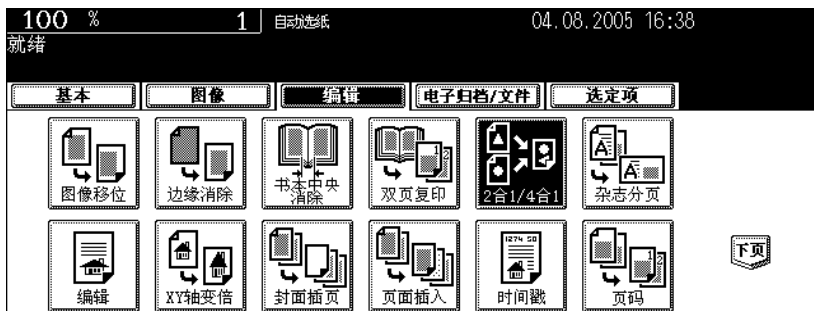 100 % 1 自动选纸 04.08.2005 16:38
就绪
基本 图像 编辑 电子归档/文件 选定项
图像移位 边缘消除 书本中央消除 双页复印 2合1/4合1 杂志分页
编辑 XY轴变倍 封面插页 页面插入 时间戳 页码
下页